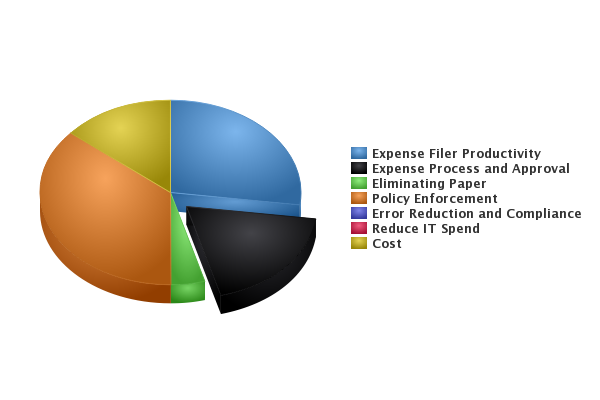 Expense Filer Productivity
Expense Process and Approval
Eliminating Paper
Policy Enforcement
Error Reduction and Compliance
Reduce IT Spend
Cost